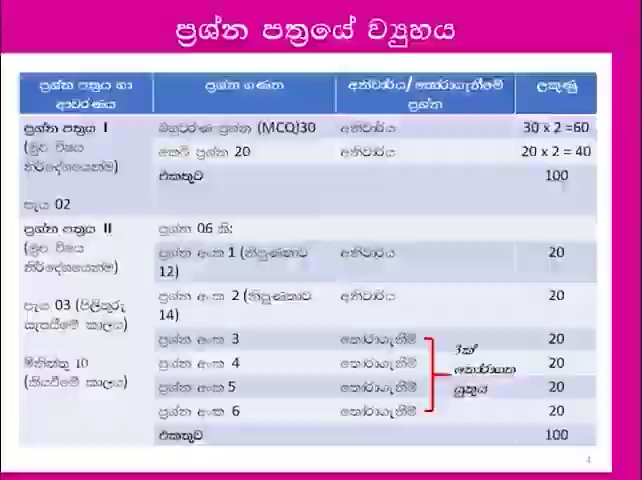 ප්‍රශ්න පත්‍රයේ ව්‍යුහය
ප්‍රශ්න පත්‍රය හා ආවරණය
ප්‍රශ්න ගණන
අනිවාර්ය/තෝරාගැනීමේ ප්‍රශ්න
ලකුණු
ප්‍රශ්න පත්‍රය I
(මුළු විෂය නිර්දේශයෙන්ම)
පැය 02
බහුවරණ ප්‍රශ්න (MCQ)30
අනිවාර්ය
30 x 2 =60
කෙටි ප්‍රශ්න 20
අනිවාර්ය
20 x 2 = 40
එකතුව
100
ප්‍රශ්න පත්‍රය II
(මුළු විෂය නිර්දේශයෙන්ම)
පැය 03 (පිළිතුරු සැපයීමේ කාලය)
මිනිත්තු 10
(කියවීමේ කාලය)
ප්‍රශ්න 06 කි:
ප්‍රශ්න අංක 1 (නිපුණතාව 12)
අනිවාර්ය
20
ප්‍රශ්න අංක 2 (නිපුණතාව 14)
අනිවාර්ය
20
ප්‍රශ්න අංක 3
තෝරාගැනීම්
20
ප්‍රශ්න අංක 4
තෝරාගැනීම්
20
ප්‍රශ්න අංක 5
තෝරාගැනීම්
20
ප්‍රශ්න අංක 6
තෝරාගැනීම්
20
3ක්
තෝරාගත
යුතුය
එකතුව
100
4